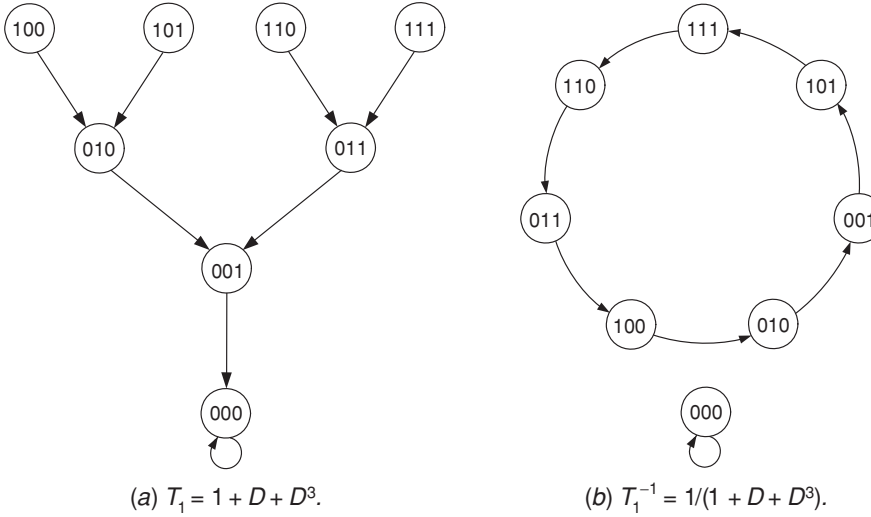 100 101 110 111
010 011
001
000
(a) T₁ = 1 + D + D³.
111
110 101
011 001
100 010
000
(b) T₁⁻¹ = 1/(1 + D + D³).